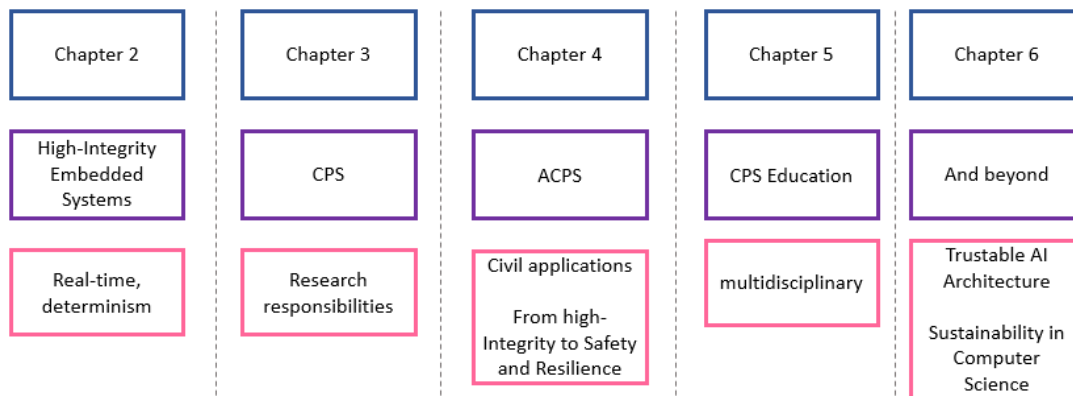 Chapter 2
Chapter 3
Chapter 4
Chapter 5
Chapter 6
High-Integrity
Embedded
Systems
CPS
ACPS
CPS Education
And beyond
Real-time,
determinism
Research
responsibilities
Civil applications
From high-
Integrity to Safety
and Resilience
multidisciplinary
Trustable AI
Architecture
Sustainability in
Computer
Science